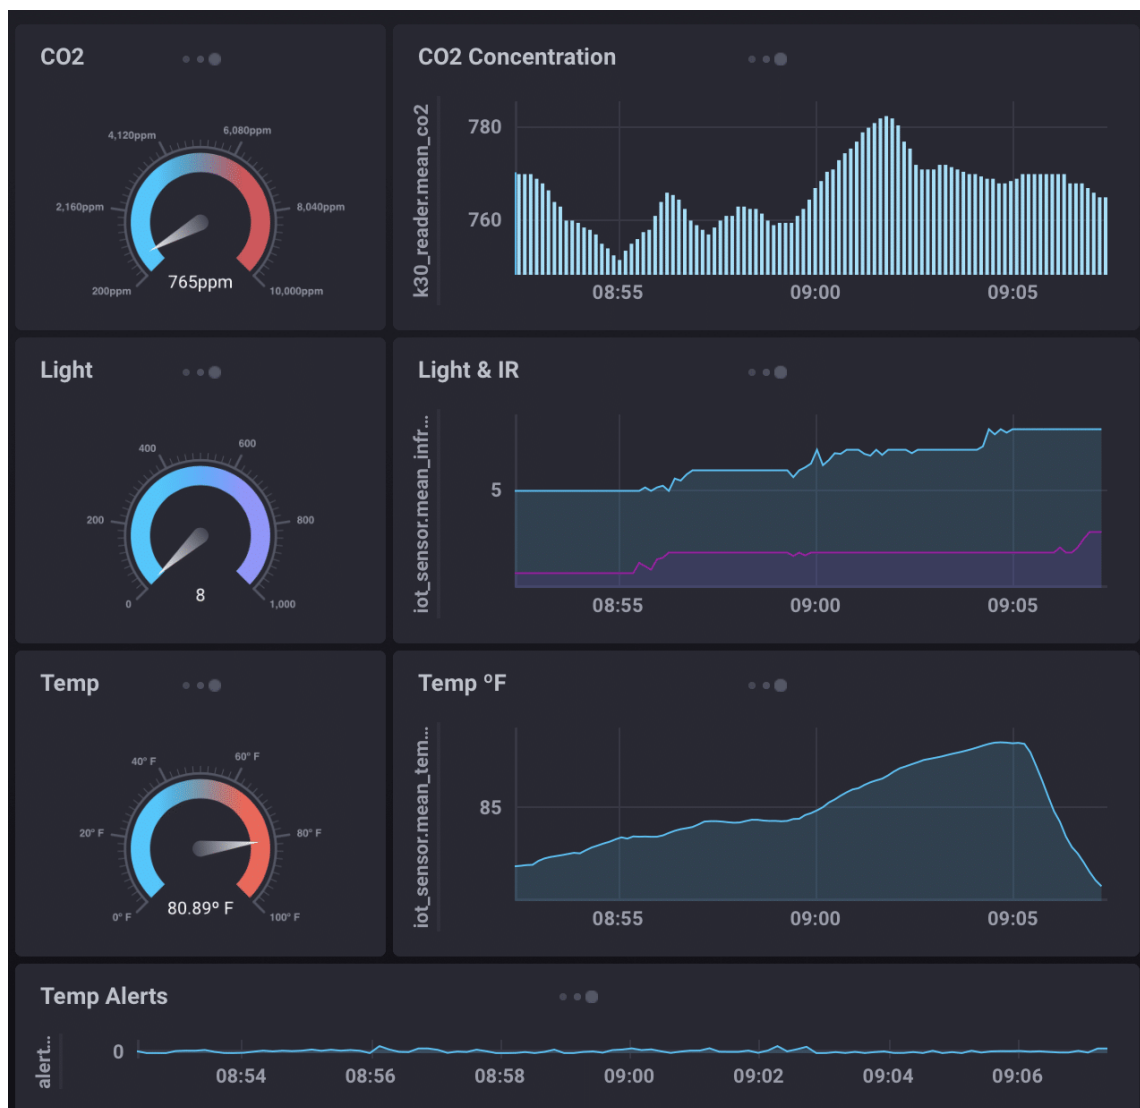 CO2
4,120ppm
6,080ppm
2,160ppm
8,040ppm
200ppm
765ppm
10,000ppm
CO2 Concentration
k30_reader.mean_co2
780
760
08:55
09:00
09:05
Light
400
600
200
800
0
8
1,000
Light & IR
iot_sensor.mean_infr...
5
08:55
09:00
09:05
Temp
40° F
60° F
20° F
80° F
0° F
80.89º F
100° F
Temp ºF
iot_sensor.mean_tem...
85
08:55
09:00
09:05
Temp Alerts
alert...
0
08:54
08:56
08:58
09:00
09:02
09:04
09:06